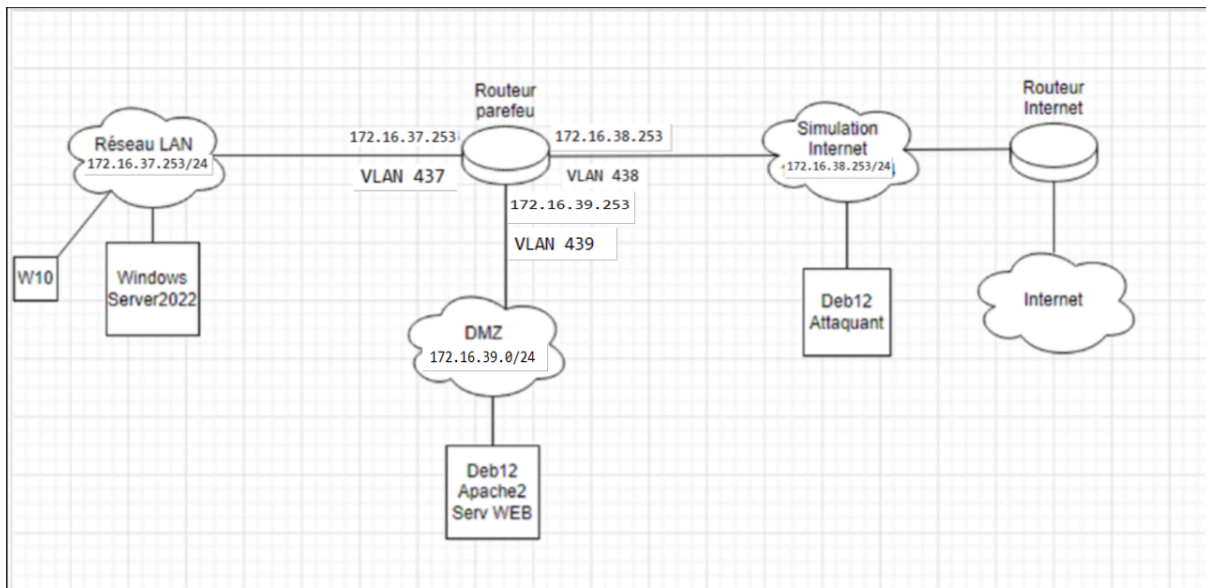 Routeur
parefeu
Routeur
Internet
Réseau LAN
172.16.37.253/24
172.16.37.253
172.16.38.253
VLAN 437
VLAN 438
172.16.39.253
VLAN 439
Simulation
Internet
172.16.38.253/24
W10
Windows
Server2022
Deb12
Attaquant
Internet
DMZ
172.16.39.0/24
Deb12
Apache2
Serv WEB